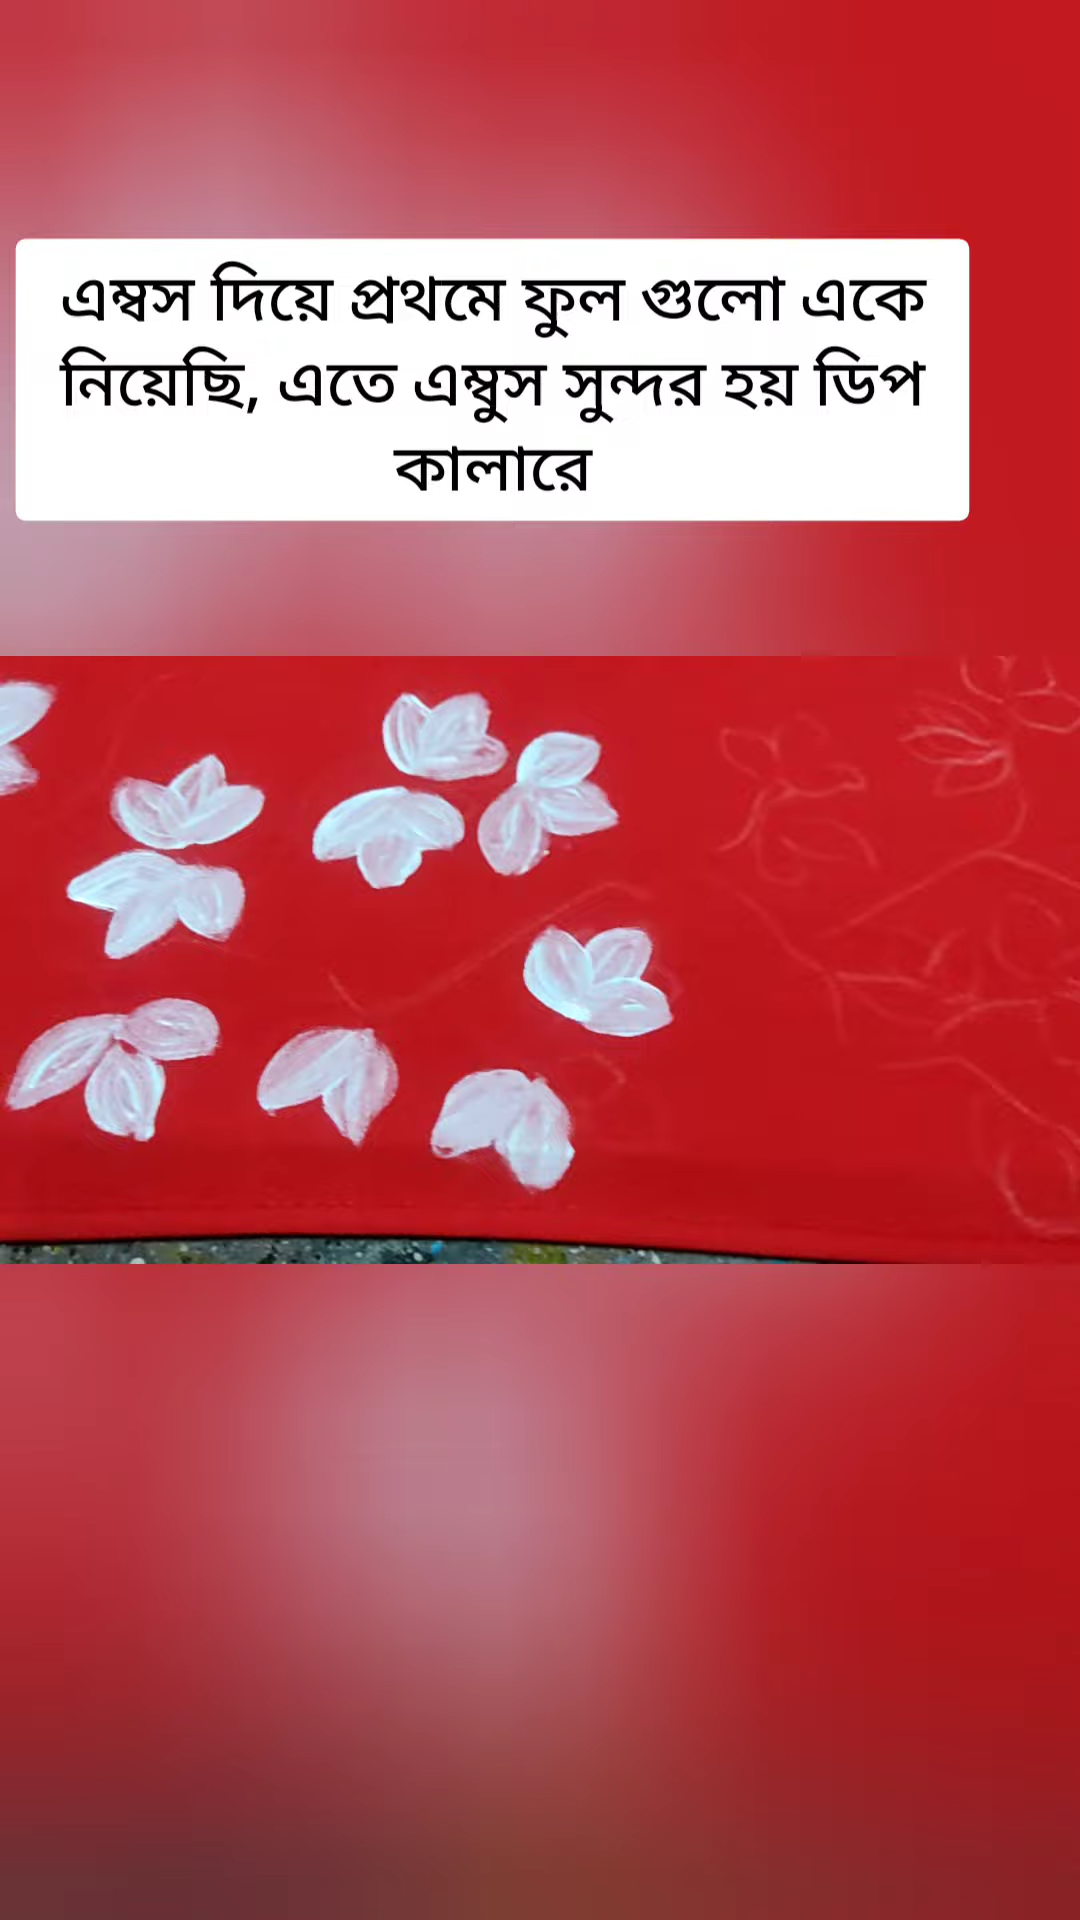 এম্বস দিয়ে প্রথমে ফুল গুলো একে
নিয়েছি, এতে এম্বুস সুন্দর হয় ডিপ
কালারে